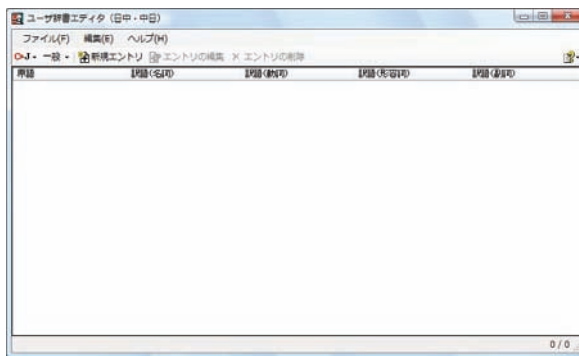 ユーザ辞書エディタ（日中・中日）
ファイル(F) 編集(E) ヘルプ(H)
C→J 一般 新規エントリ エントリの編集 × エントリの削除
原語 訳語(名詞) 訳語(動詞) 訳語(形容詞) 訳語(副詞)
0 / 0